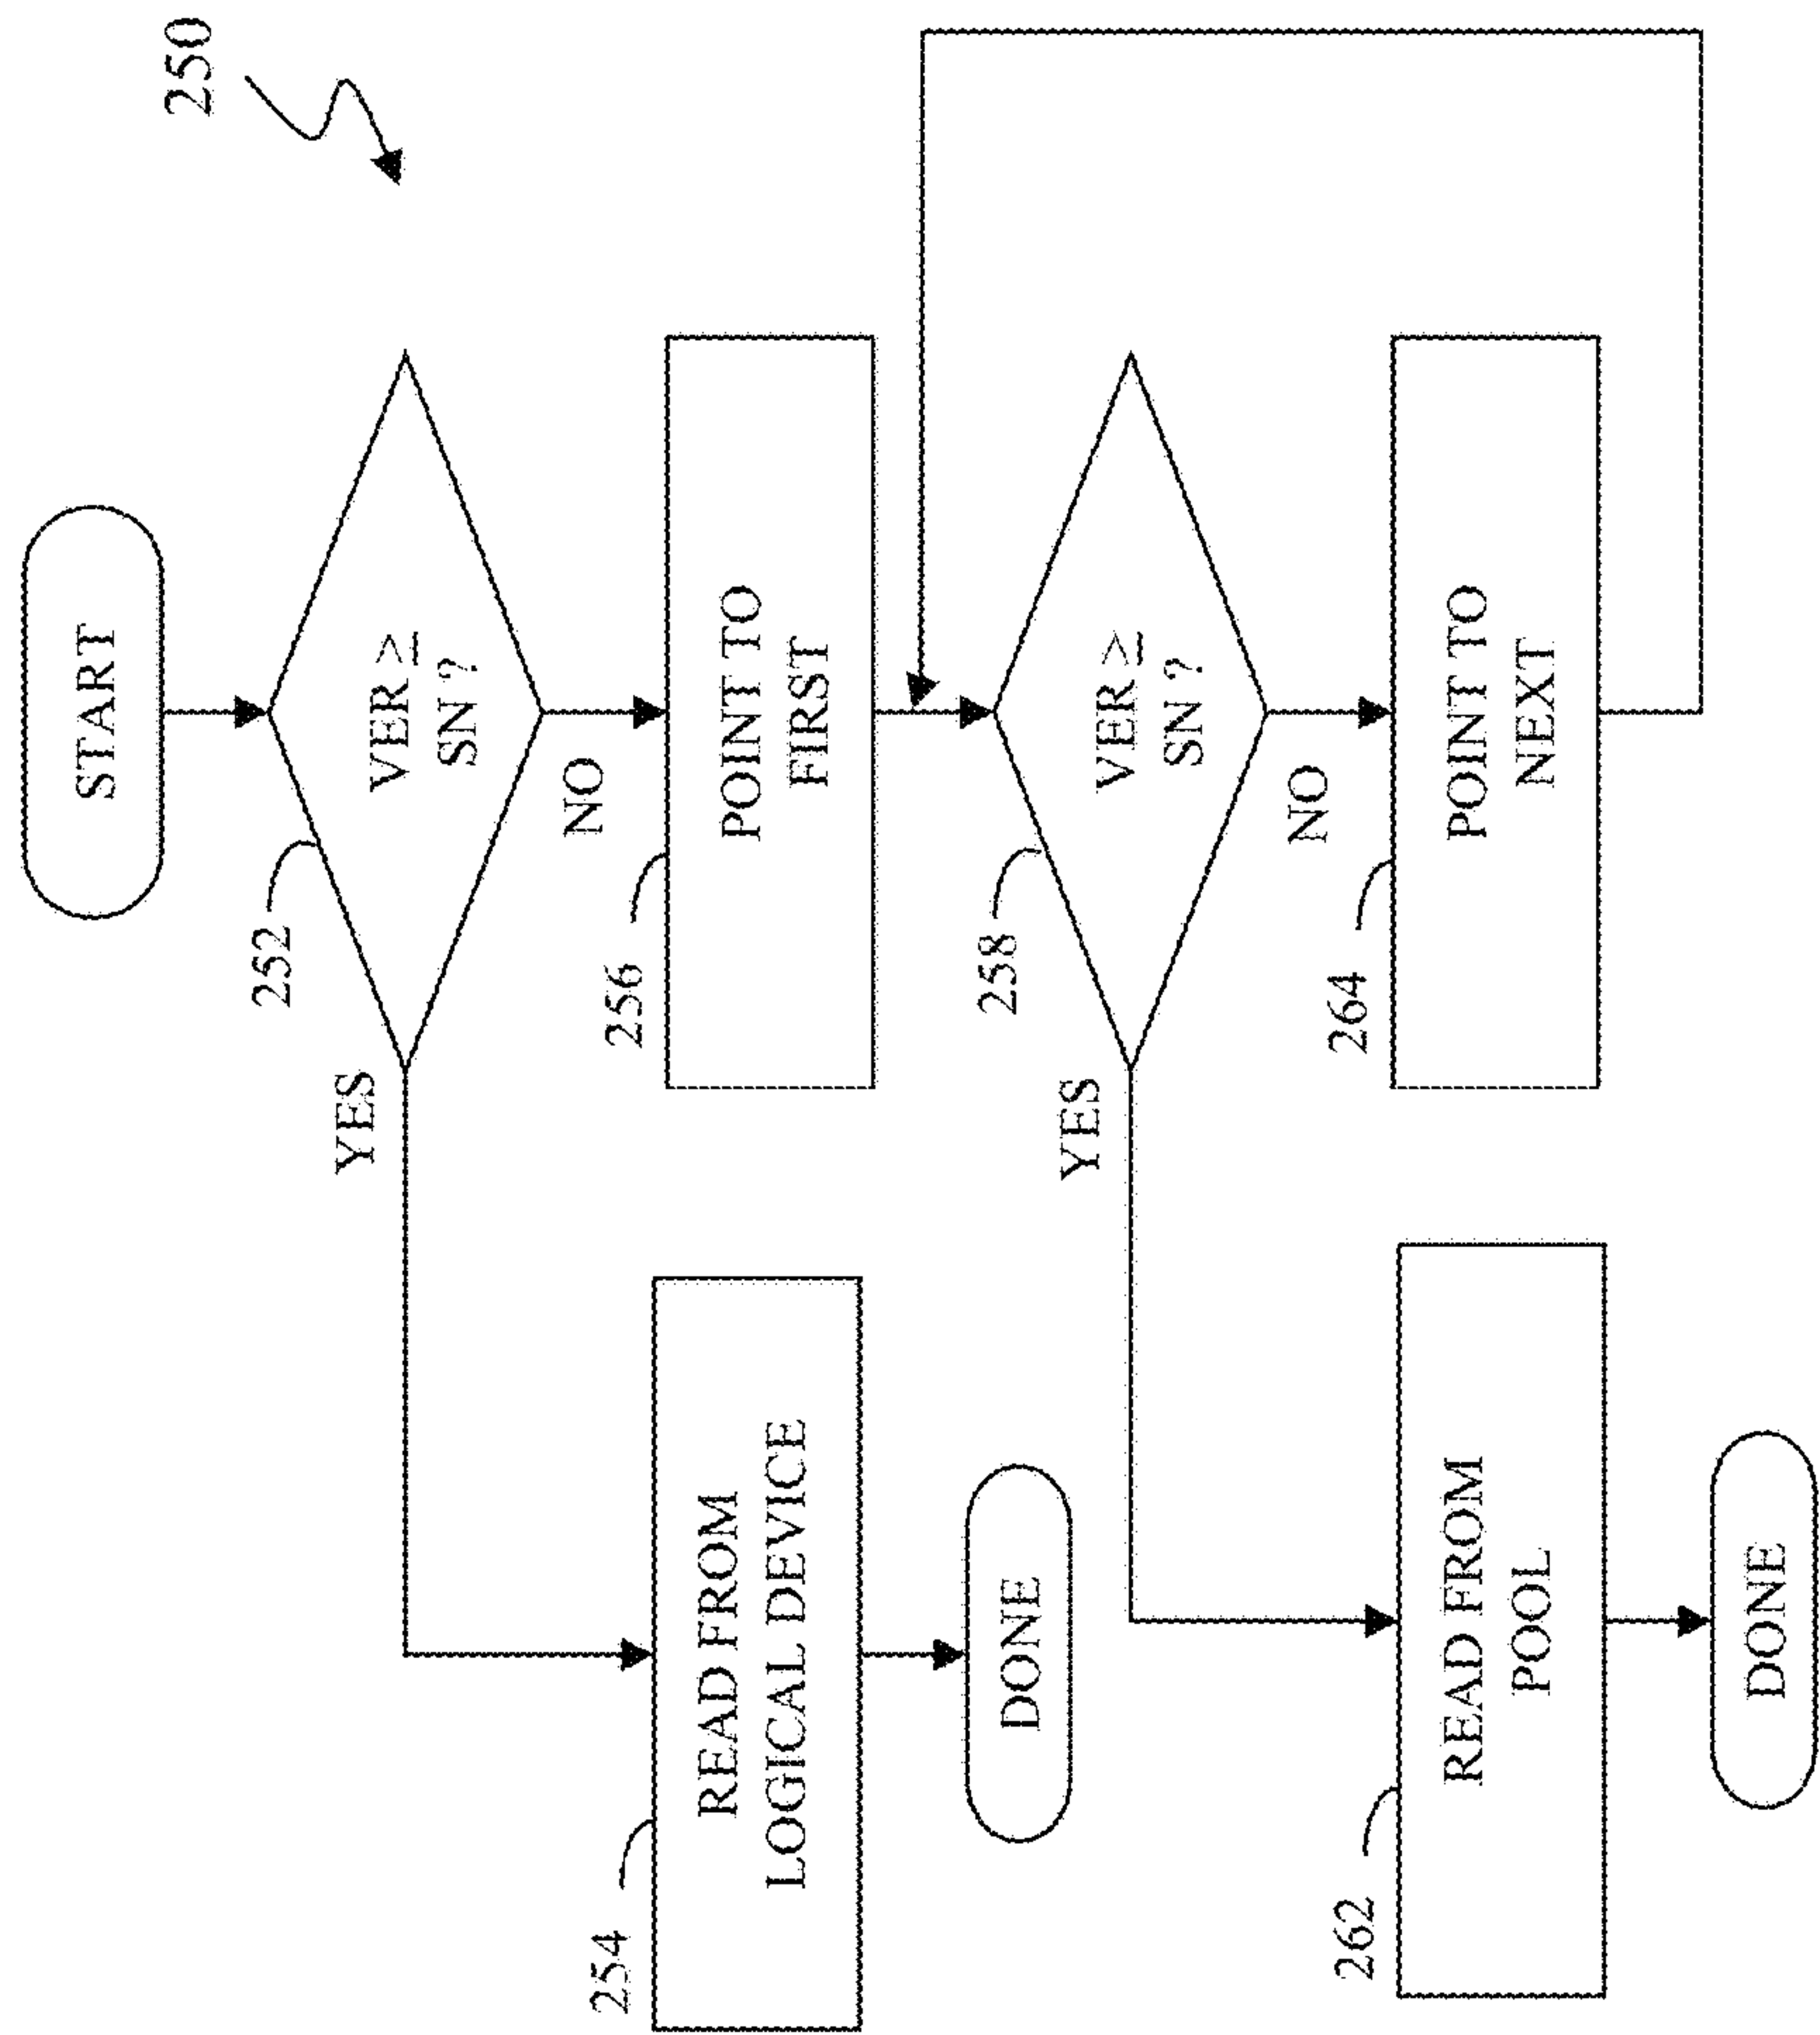 250
START
252
VER ≥
SN ?
YES
NO
254
READ FROM
LOGICAL DEVICE
DONE
256
POINT TO
FIRST
258
VER ≥
SN ?
YES
NO
262
READ FROM
POOL
DONE
264
POINT TO
NEXT